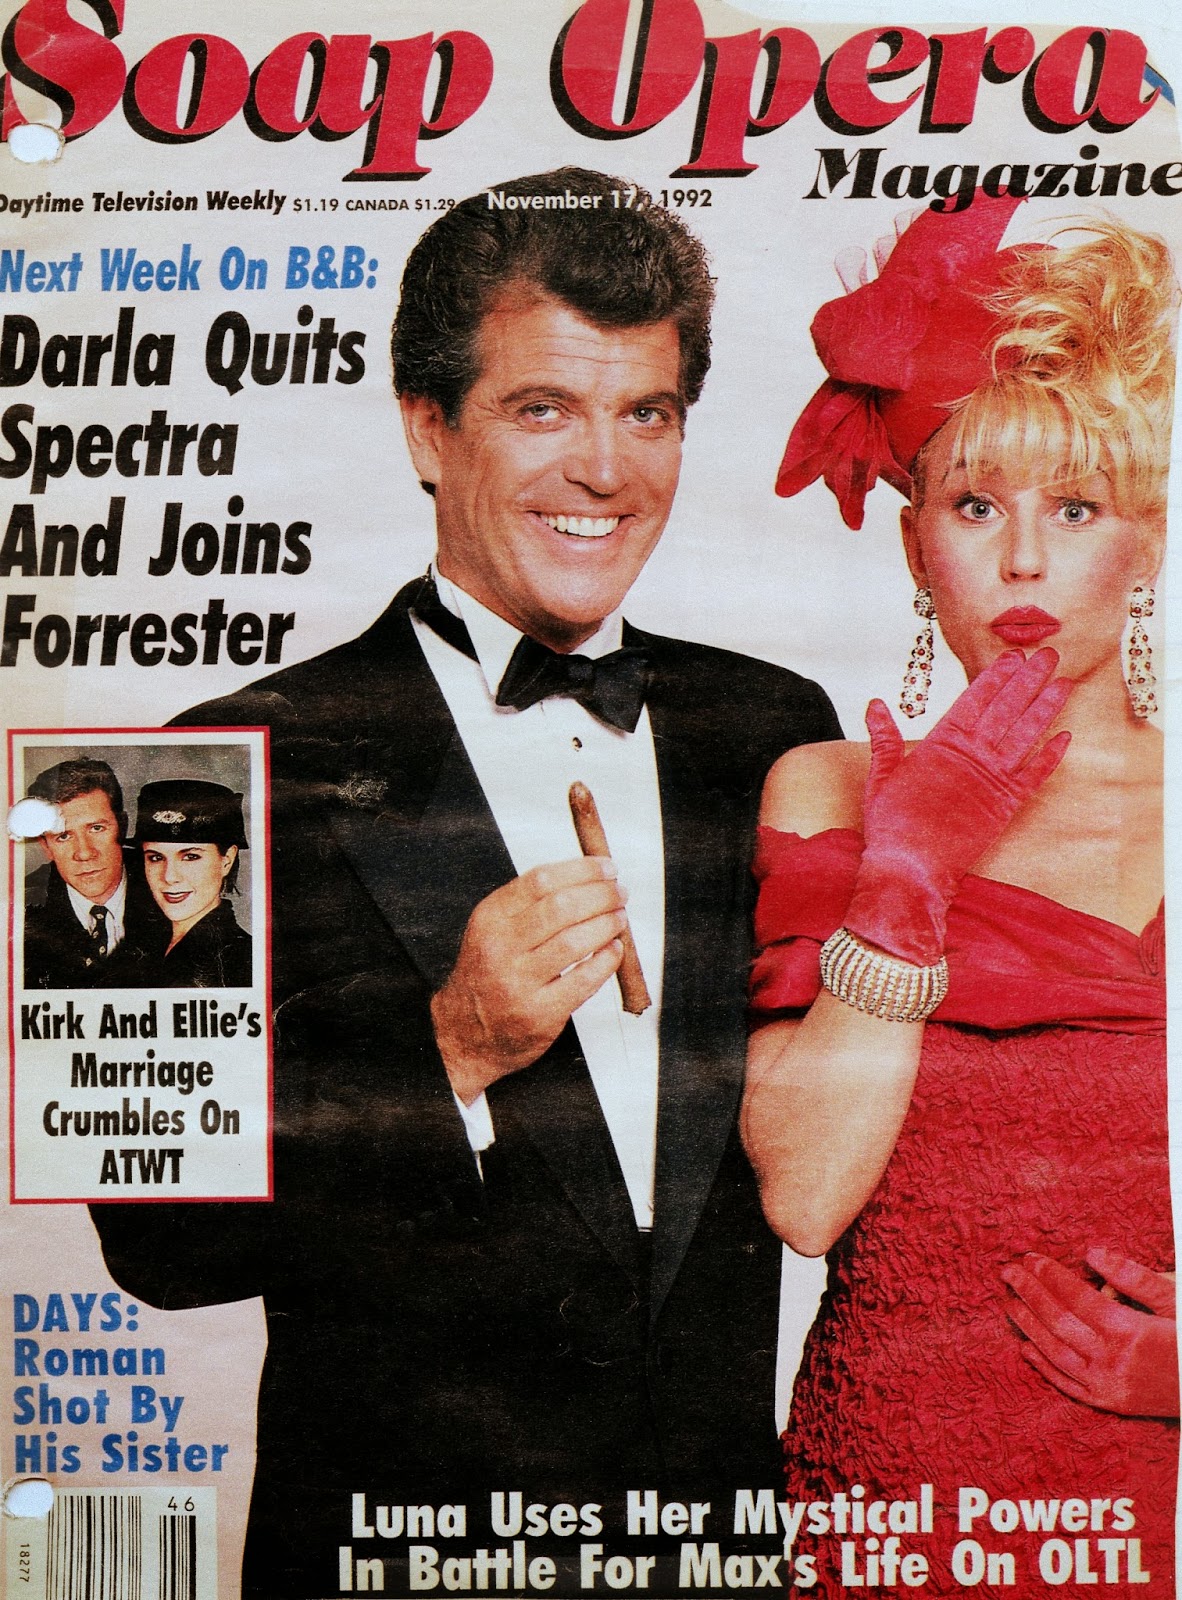 Soap Opera
Magazine
Daytime Television Weekly $1.19 CANADA $1.29 November 17, 1992
Next Week On B&B:
Darla Quits
Spectra
And Joins
Forrester
Kirk And Ellie's
Marriage
Crumbles On
ATWT
DAYS:
Roman
Shot By
His Sister
46
18277
Luna Uses Her Mystical Powers
In Battle For Max's Life On OLTL